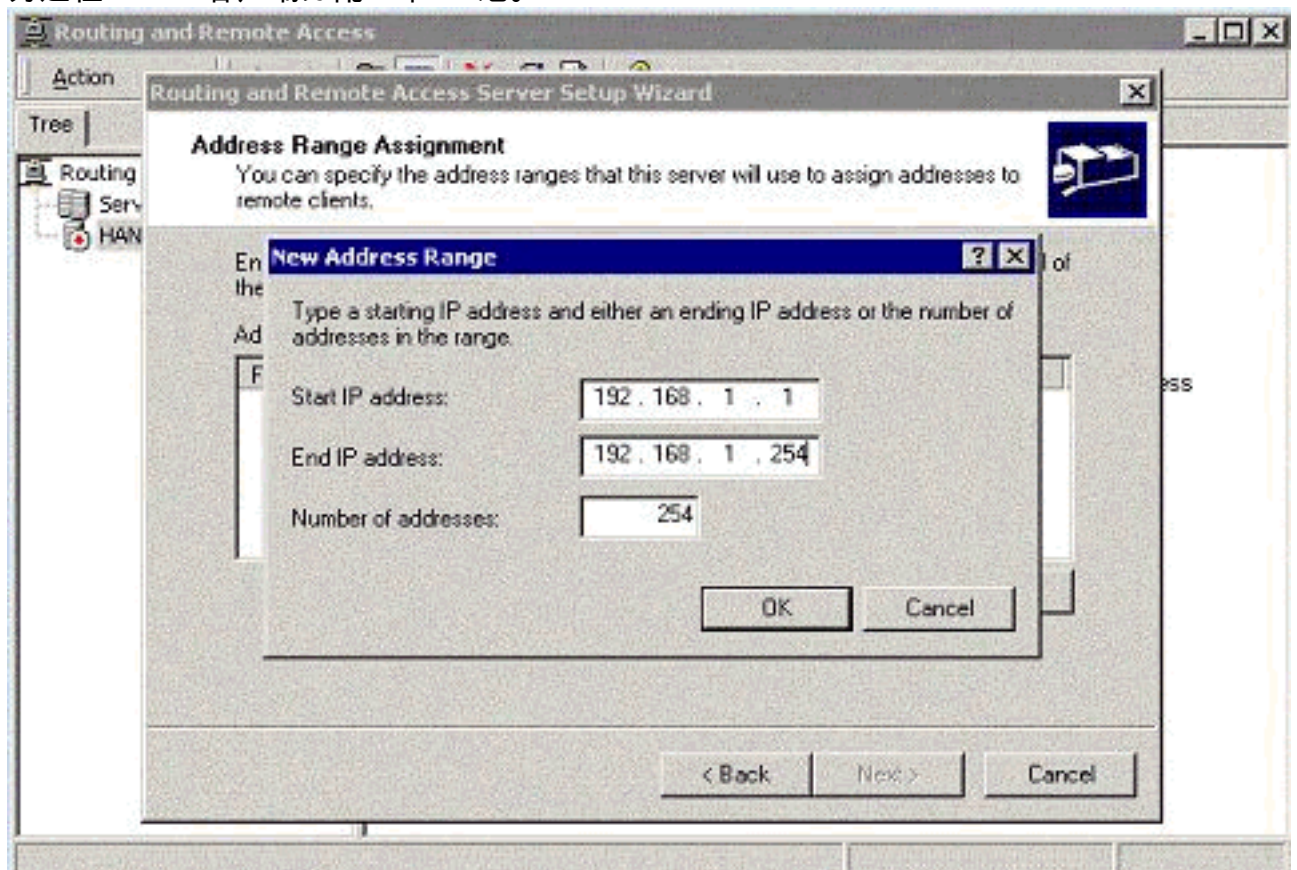 Routing and Remote Access
Action
Routing and Remote Access Server Setup Wizard
Tree
Address Range Assignment
You can specify the address ranges that this server will use to assign addresses to
remote clients.
Routing
Serv
HAN
En
of
the
New Address Range
Type a starting IP address and either an ending IP address or the number of
addresses in the range.
Ad
F
ess
Start IP address: 192 . 168 . 1 . 1
End IP address: 192 . 168 . 1 . 254
Number of addresses: 254
OK Cancel
< Back Next > Cancel